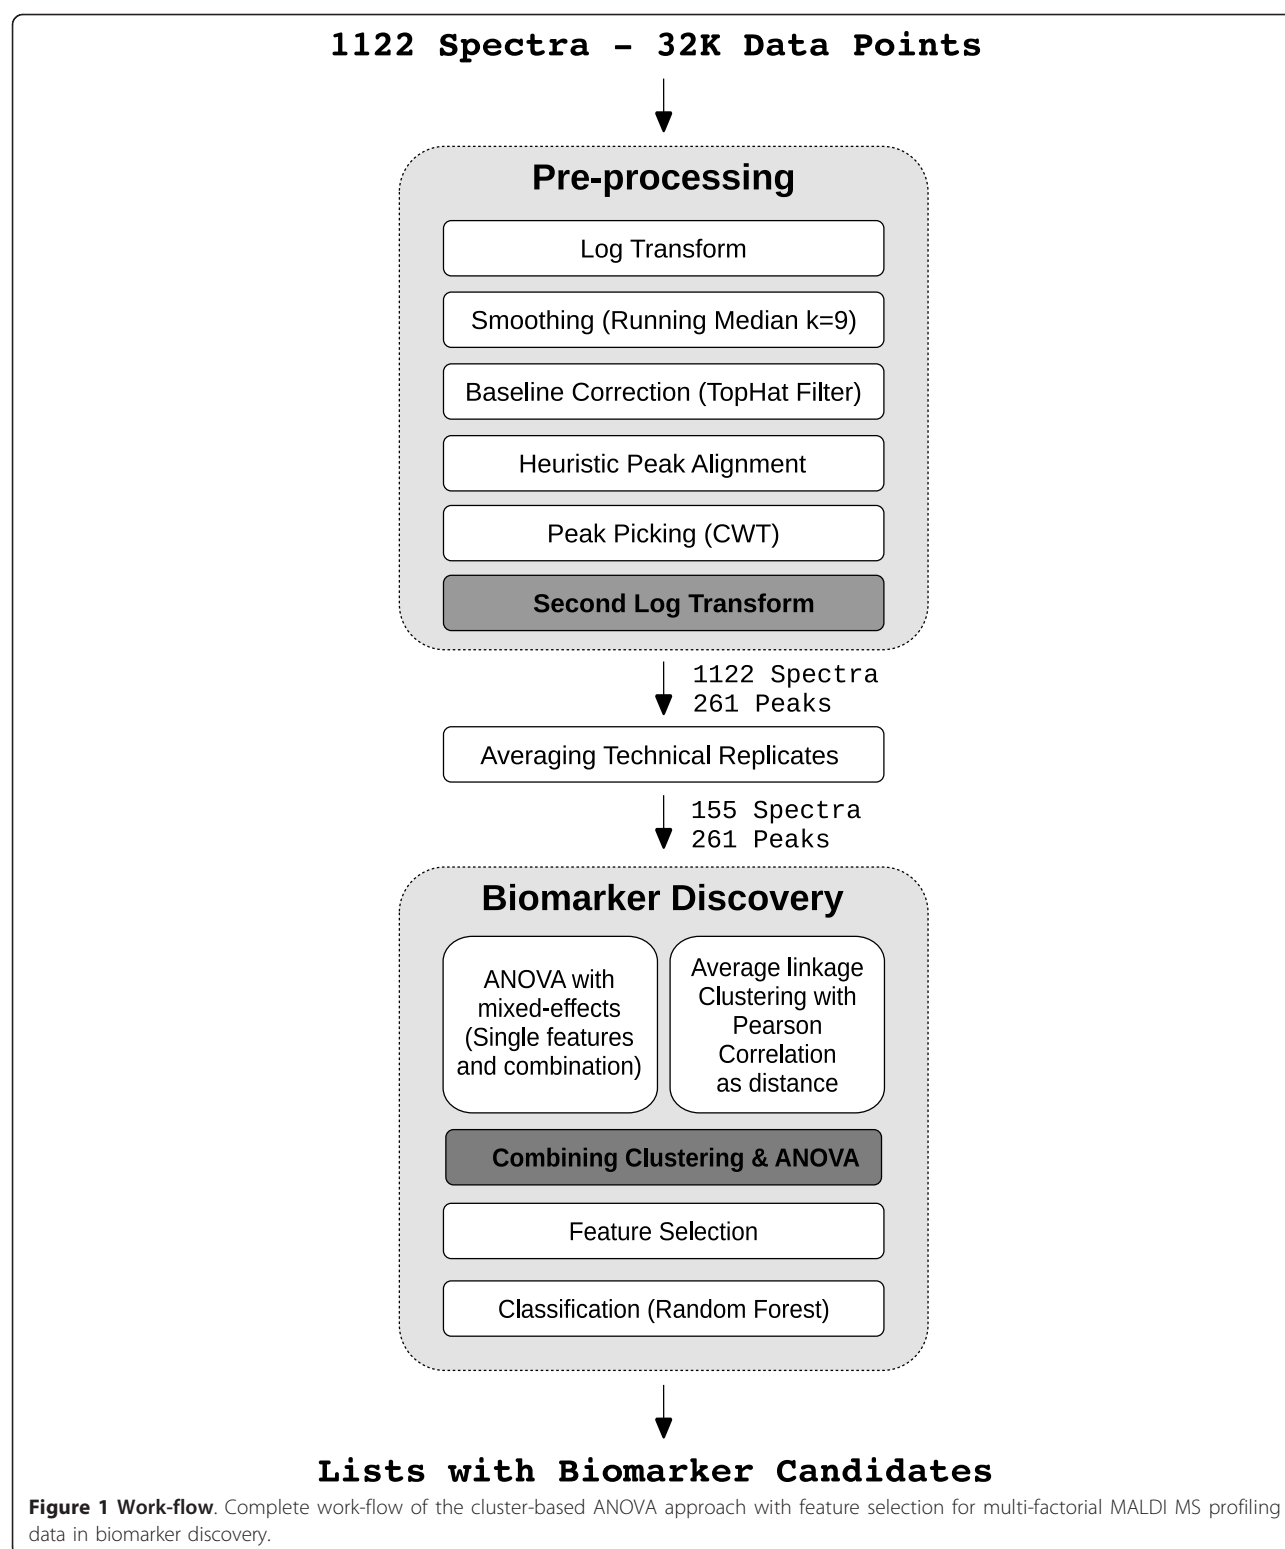 1122 Spectra – 32K Data Points
Pre-processing
Log Transform
Smoothing (Running Median k=9)
Baseline Correction (TopHat Filter)
Heuristic Peak Alignment
Peak Picking (CWT)
Second Log Transform
1122 Spectra
261 Peaks
Averaging Technical Replicates
155 Spectra
261 Peaks
Biomarker Discovery
ANOVA with
mixed-effects
(Single features
and combination)
Average linkage
Clustering with
Pearson
Correlation
as distance
Combining Clustering & ANOVA
Feature Selection
Classification (Random Forest)
Lists with Biomarker Candidates
Figure 1 Work-flow. Complete work-flow of the cluster-based ANOVA approach with feature selection for multi-factorial MALDI MS profiling
data in biomarker discovery.